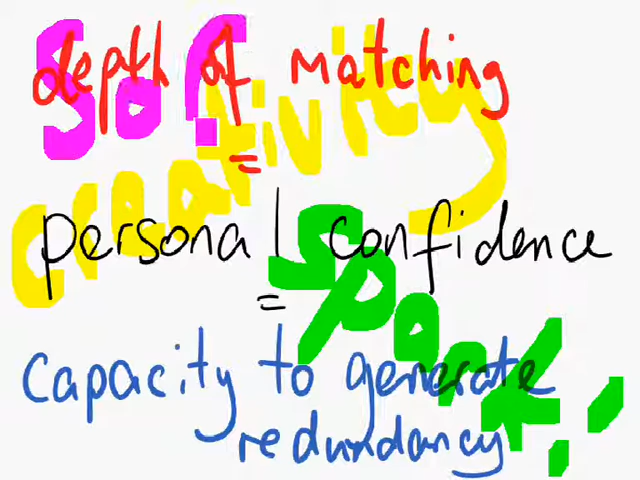 So?
creativity
spark!
depth of matching
=
personal confidence
=
capacity to generate
redundancy